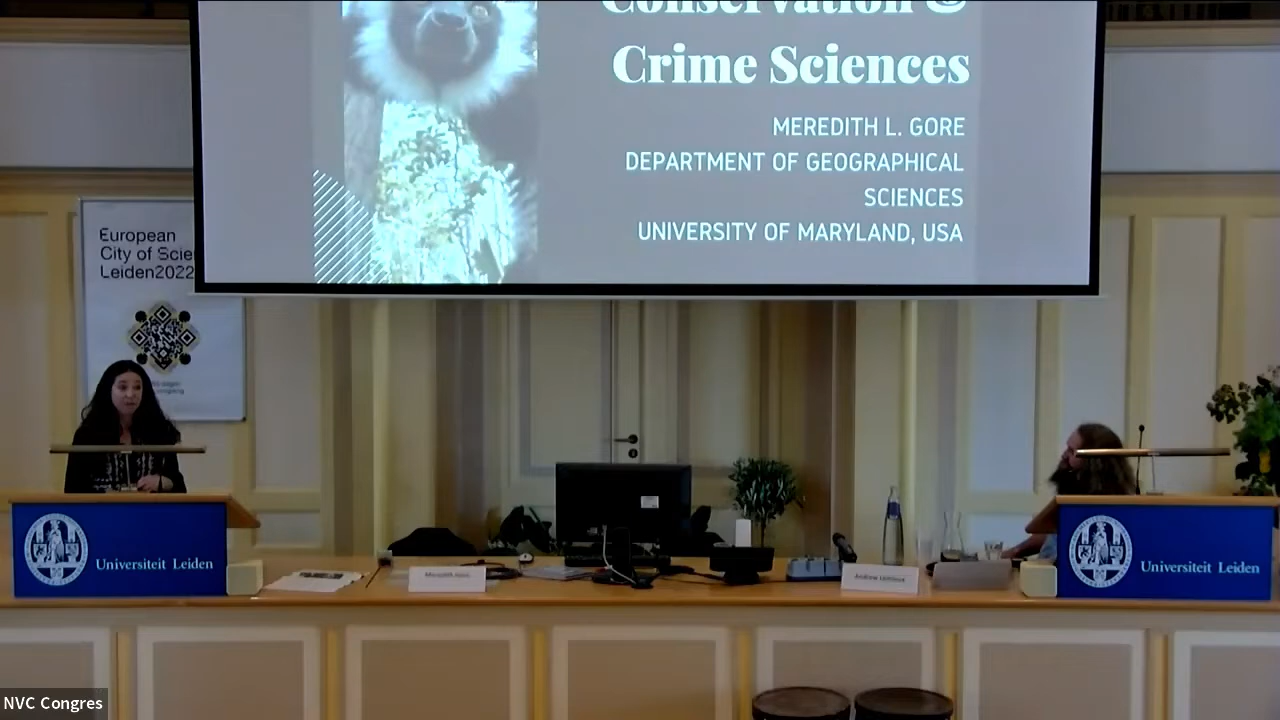 Conservation &
Crime Sciences
MEREDITH L. GORE
DEPARTMENT OF GEOGRAPHICAL
SCIENCES
UNIVERSITY OF MARYLAND, USA
European
City of Scie
Leiden2022
Universiteit Leiden
Universiteit Leiden
NVC Congres